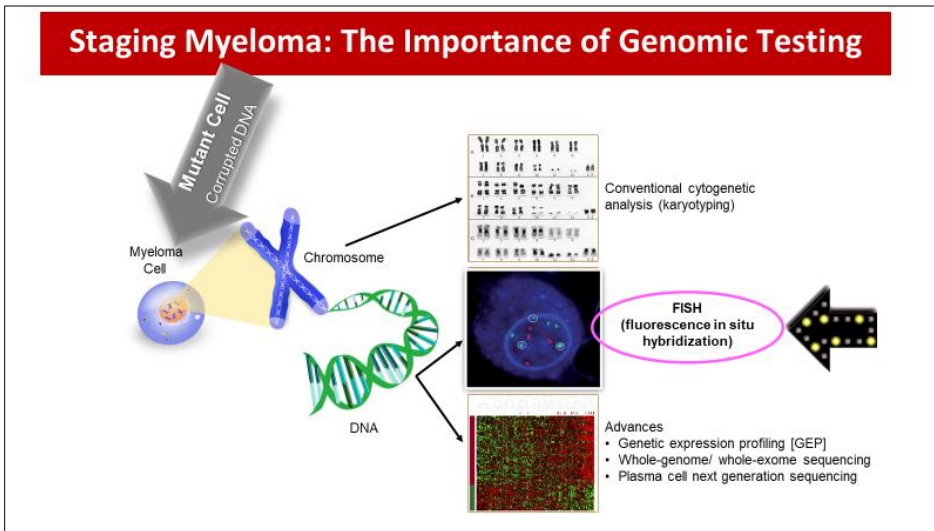 Staging Myeloma: The Importance of Genomic Testing
Mutant Cell
Corrupted DNA
Myeloma
Cell
Chromosome
DNA
Conventional cytogenetic
analysis (karyotyping)
FISH
(fluorescence in situ
hybridization)
Advances
• Genetic expression profiling [GEP]
• Whole-genome/ whole-exome sequencing
• Plasma cell next generation sequencing